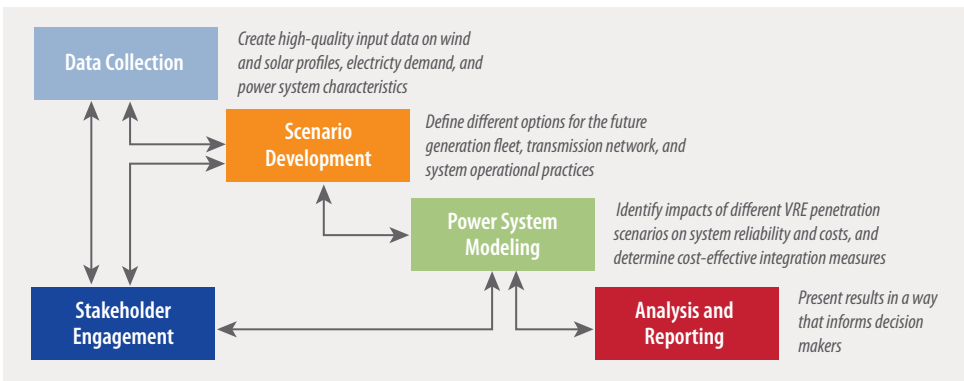 Data Collection
Create high-quality input data on wind
and solar profiles, electricty demand, and
power system characteristics
Scenario
Development
Define different options for the future
generation fleet, transmission network, and
system operational practices
Power System
Modeling
Identify impacts of different VRE penetration
scenarios on system reliability and costs, and
determine cost-effective integration measures
Stakeholder
Engagement
Analysis and
Reporting
Present results in a way
that informs decision
makers